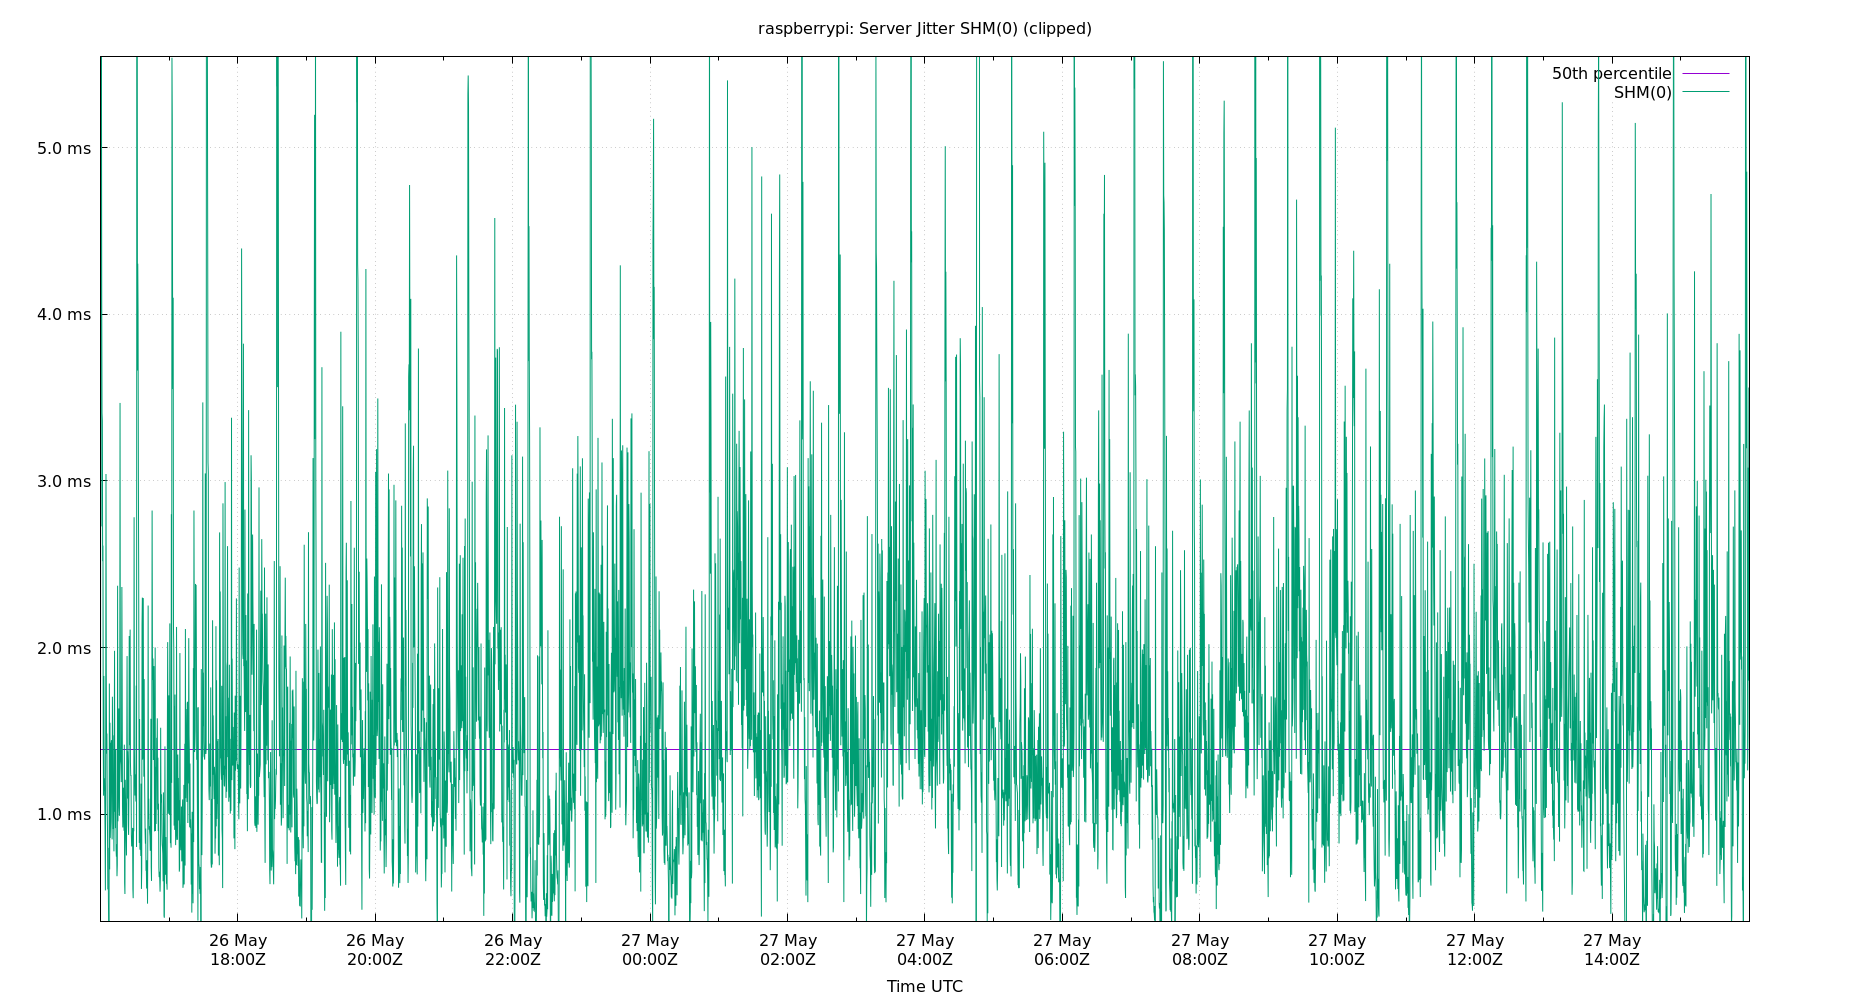 raspberrypi: Server Jitter SHM(0) (clipped)
50th percentile
SHM(0)
5.0 ms
4.0 ms
3.0 ms
2.0 ms
1.0 ms
26 May 26 May 26 May 27 May 27 May 27 May 27 May 27 May 27 May 27 May 27 May
18:00Z 20:00Z 22:00Z 00:00Z 02:00Z 04:00Z 06:00Z 08:00Z 10:00Z 12:00Z 14:00Z
Time UTC